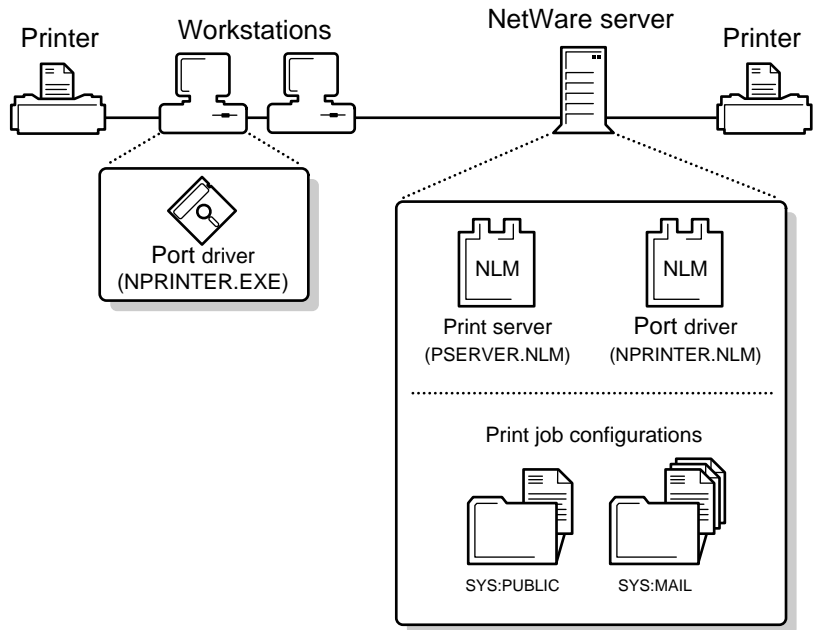 Printer
Workstations
NetWare server
Printer
Port driver
(NPRINTER.EXE)
NLM
NLM
Print server
(PSERVER.NLM)
Port driver
(NPRINTER.NLM)
Print job configurations
SYS:PUBLIC
SYS:MAIL